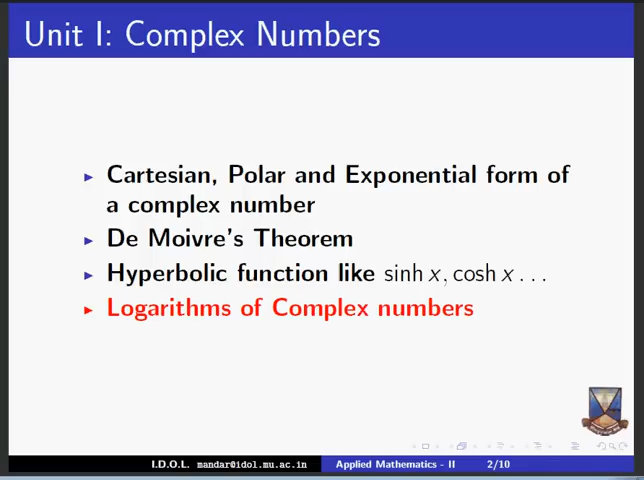 Unit I: Complex Numbers
Cartesian, Polar and Exponential form of
a complex number
De Moivre's Theorem
Hyperbolic function like sinh x, cosh x . . .
Logarithms of Complex numbers
I.D.O.L. mandar@idol.mu.ac.in Applied Mathematics - II 2/10